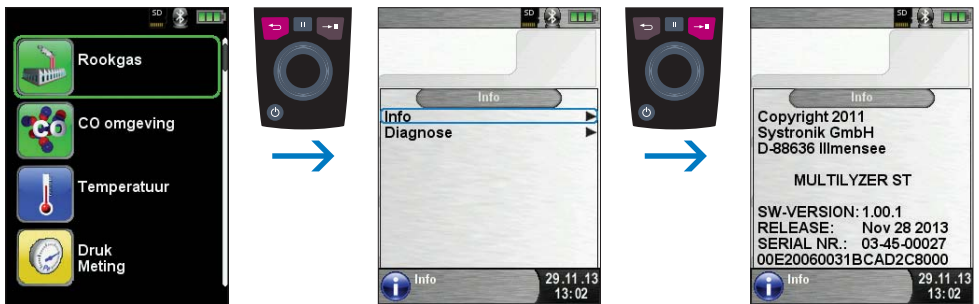 SD
Rookgas
CO
CO omgeving
Temperatuur
Druk
Meting
SD
Info
Info
Diagnose
Info
29.11.13
13:02
SD
Info
Copyright 2011
Systronik GmbH
D-88636 Illmensee
MULTILYZER ST
SW-VERSION: 1.00.1
RELEASE: Nov 28 2013
SERIAL NR.: 03-45-00027
00E20060031BCAD2C8000
Info
29.11.13
13:02